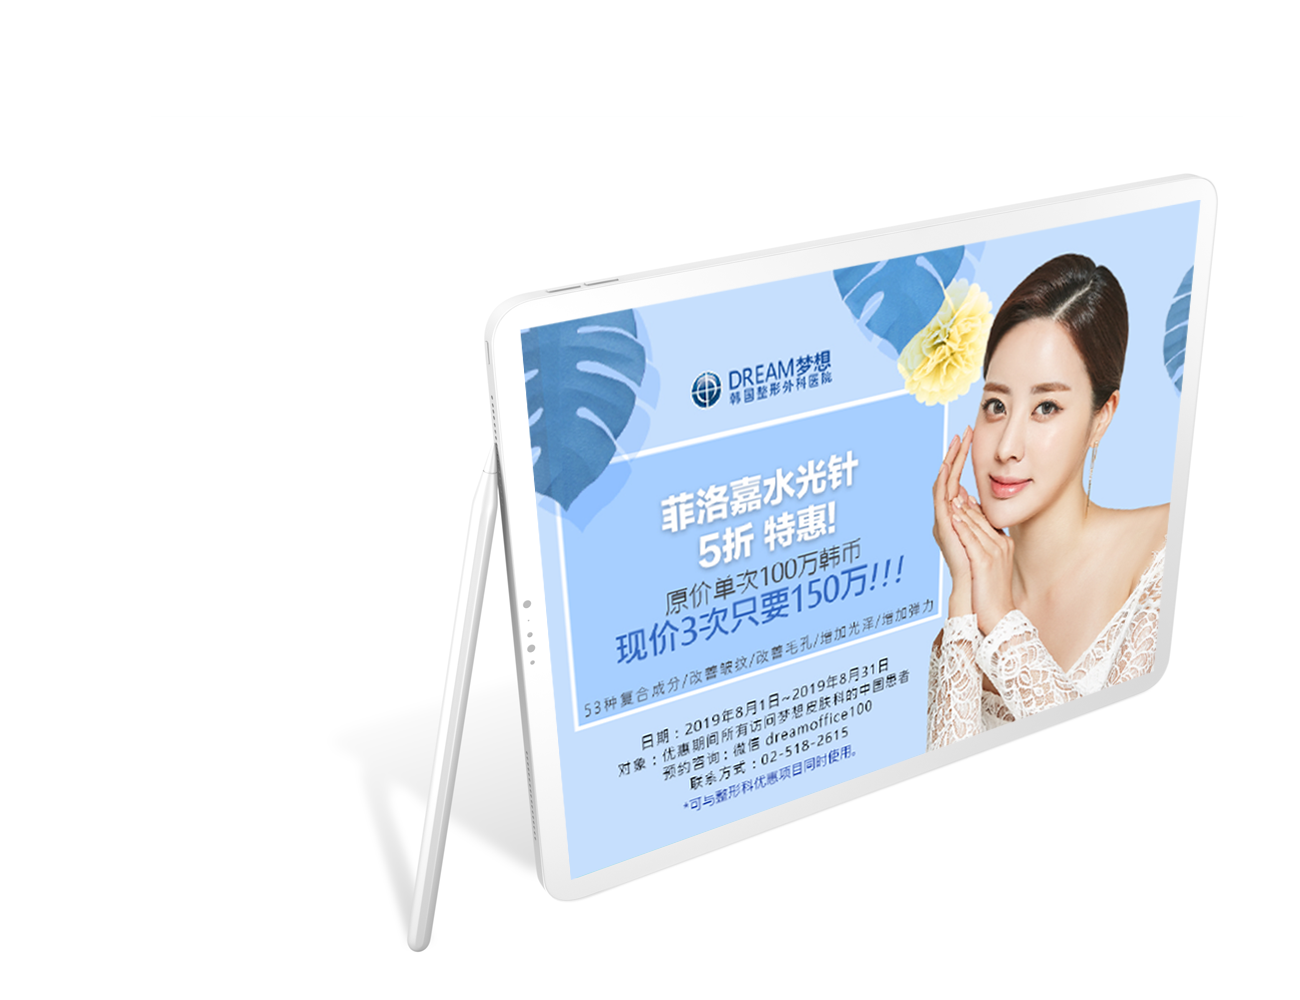 DREAM梦想
韩国整形外科医院
菲洛嘉水光针
5折 特惠!
原价单次100万韩币
现价3次只要150万!!!
53种复合成分/改善皱纹/改善毛孔/增加光泽/增加弹力
日期：2019年8月1日~2019年8月31日
对象：优惠期间所有访问梦想皮肤科的中国患者
预约咨询：微信 dreamoffice100
联系方式：02-518-2615
*可与整形科优惠项目同时使用。